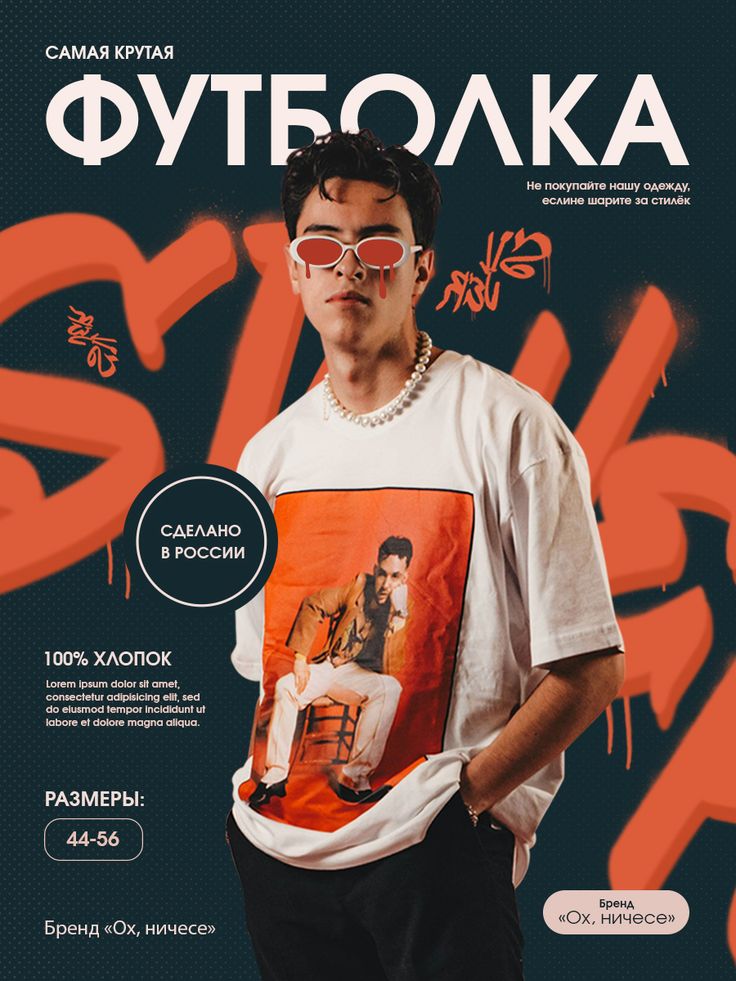 САМАЯ КРУТАЯ
ФУТБОЛКА
Не покупайте нашу одежду,
еслине шарите за стилёк
СДЕЛАНО
В РОССИИ
100% ХЛОПОК
Lorem ipsum dolor sit amet,
consectetur adipisicing elit, sed
do eiusmod tempor incididunt ut
labore et dolore magna aliqua.
РАЗМЕРЫ:
44-56
Бренд «Ох, ничесе»
Бренд
«Ох, ничесе»